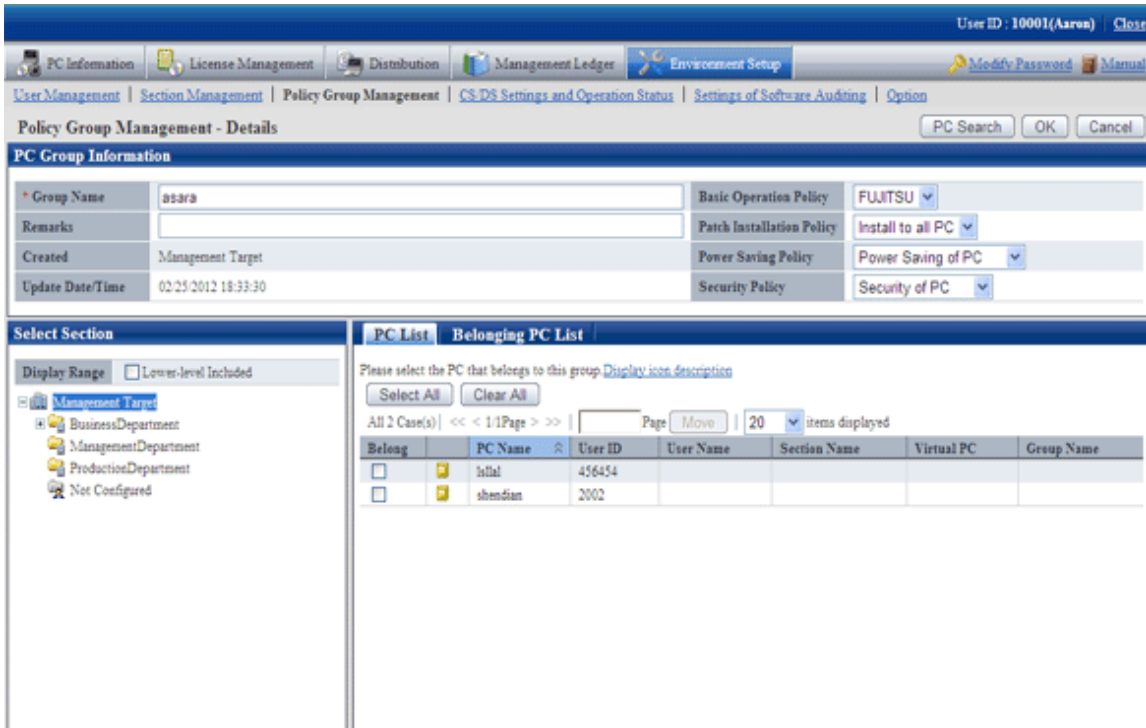 User ID : 10001(Aaron) Close
PC Information License Management Distribution Management Ledger Environment Setup Modify Password Manual
User Management | Section Management | Policy Group Management | CS/DS Settings and Operation Status | Settings of Software Auditing | Option
Policy Group Management - Details PC Search OK Cancel
PC Group Information
* Group Name asara Basic Operation Policy FUJITSU
Remarks Patch Installation Policy Install to all PC
Created Management Target Power Saving Policy Power Saving of PC
Update Date/Time 02/25/2012 18:33:30 Security Policy Security of PC
Select Section PC List Belonging PC List
Display Range Lower-level Included
Please select the PC that belongs to this group.Display icon description
Select All Clear All
Management Target
BusinessDepartment
ManagementDepartment
ProductionDepartment
Not Configured
All 2 Case(s)| << < 1/1Page > >> | Page Move | 20 items displayed
Belong PC Name User ID User Name Section Name Virtual PC Group Name
456454
shendian 2002